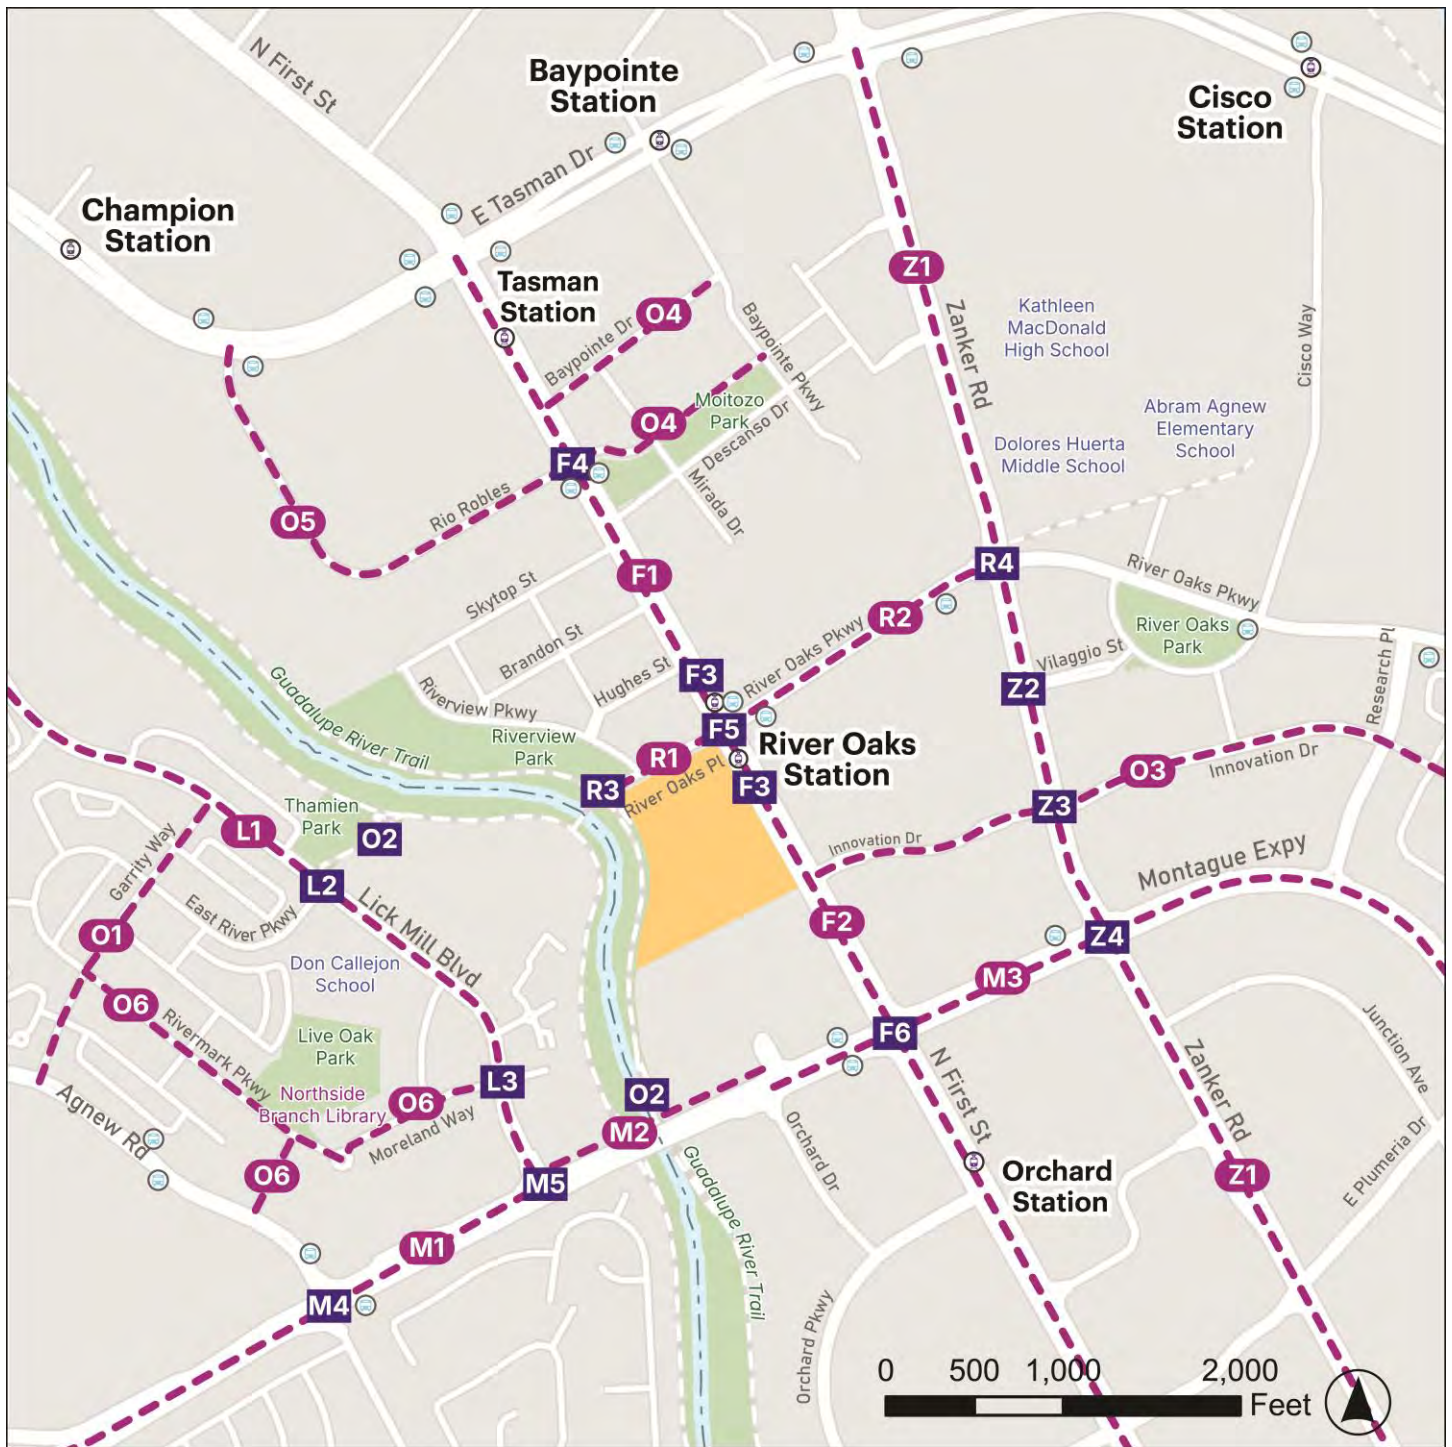 N First St
Baypointe
Station
Cisco
Station
E Tasman Dr
Champion
Station
Tasman
Station
Z1
O4
Baypointe Dr
Baypointe Pkwy
Zanker Rd
Kathleen
MacDonald
High School
Cisco Way
Moitozo
Park
O4
Descanso Dr
Abram Agnew
Elementary
School
Dolores Huerta
Middle School
F4
Mirada Dr
Rio Robles
O5
F1
R4
River Oaks Pkwy
Skytop St
R2
River Oaks
Park
Brandon St
River Oaks Pkwy
Vilaggio St
Hughes St
F3
Z2
Research Pl
Guadalupe River Trail
Riverview Pkwy
Riverview
Park
F5
River Oaks
Station
R1
R3
River Oaks Pl
F3
O3
Innovation Dr
Z3
Thamien
Park
O2
L1
Garrity Way
Innovation Dr
Montague Expy
L2
Lick Mill Blvd
East River Pkwy
O1
F2
Z4
Don Callejon
School
M3
O6
Rivermark Pkwy
Live Oak
Park
F6
Junction Ave
N First St
Zanker Rd
L3
O2
Northside
Branch Library
O6
Agnew Rd
Moreland Way
M2
Orchard Dr
E Plumeria Dr
O6
M5
Guadalupe River Trail
Orchard
Station
Z1
M1
M4
Orchard Pkwy
0 500 1,000 2,000
Feet